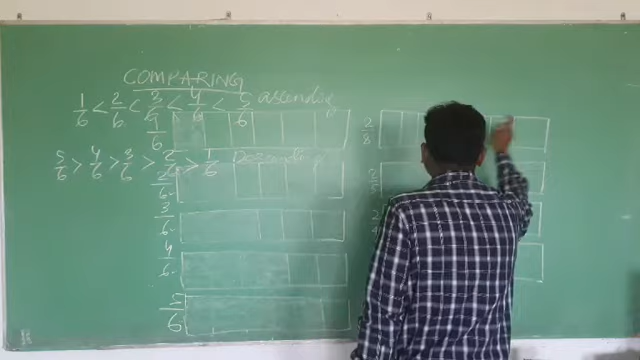 COMPARING
1/6 < 2/6 < 3/6 < 4/6 < 5/6 ascending
1/6
5/6 > 4/6 > 3/6 > 2/6 > 1/6 Descending
2/6
3/6
4/6
5/6
2/8
2/5